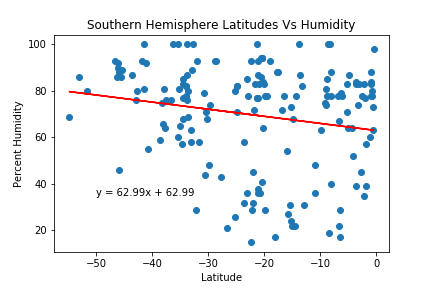 Southern Hemisphere Latitudes Vs Humidity
100
80
60
40
20
Percent Humidity
y = 62.99x + 62.99
−50
−40
−30
−20
−10
0
Latitude